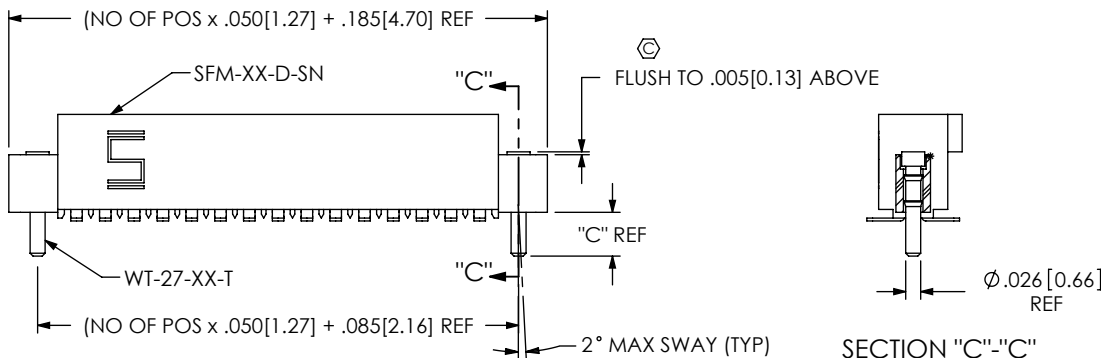 (NO OF POS x .050[1.27] + .185[4.70] REF
SFM-XX-D-SN
"C"
C
FLUSH TO .005[0.13] ABOVE
"C" REF
WT-27-XX-T
"C"
(NO OF POS x .050[1.27] + .085[2.16] REF
2° MAX SWAY (TYP)
Ø.026[0.66]
REF
SECTION "C"-"C"